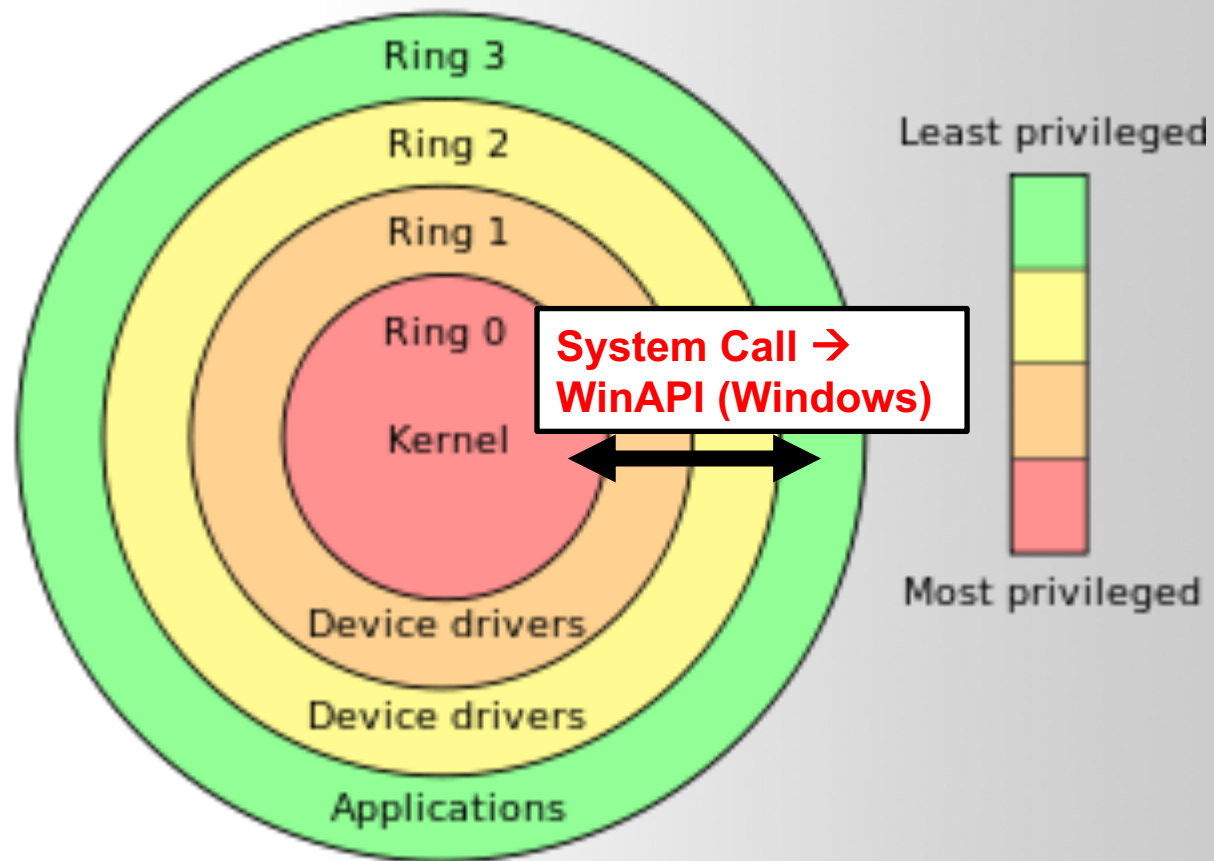 Ring 3
Least privileged
Ring 2
Ring 1
Ring 0
System Call →
WinAPI (Windows)
Kernel
Most privileged
Device drivers
Device drivers
Applications